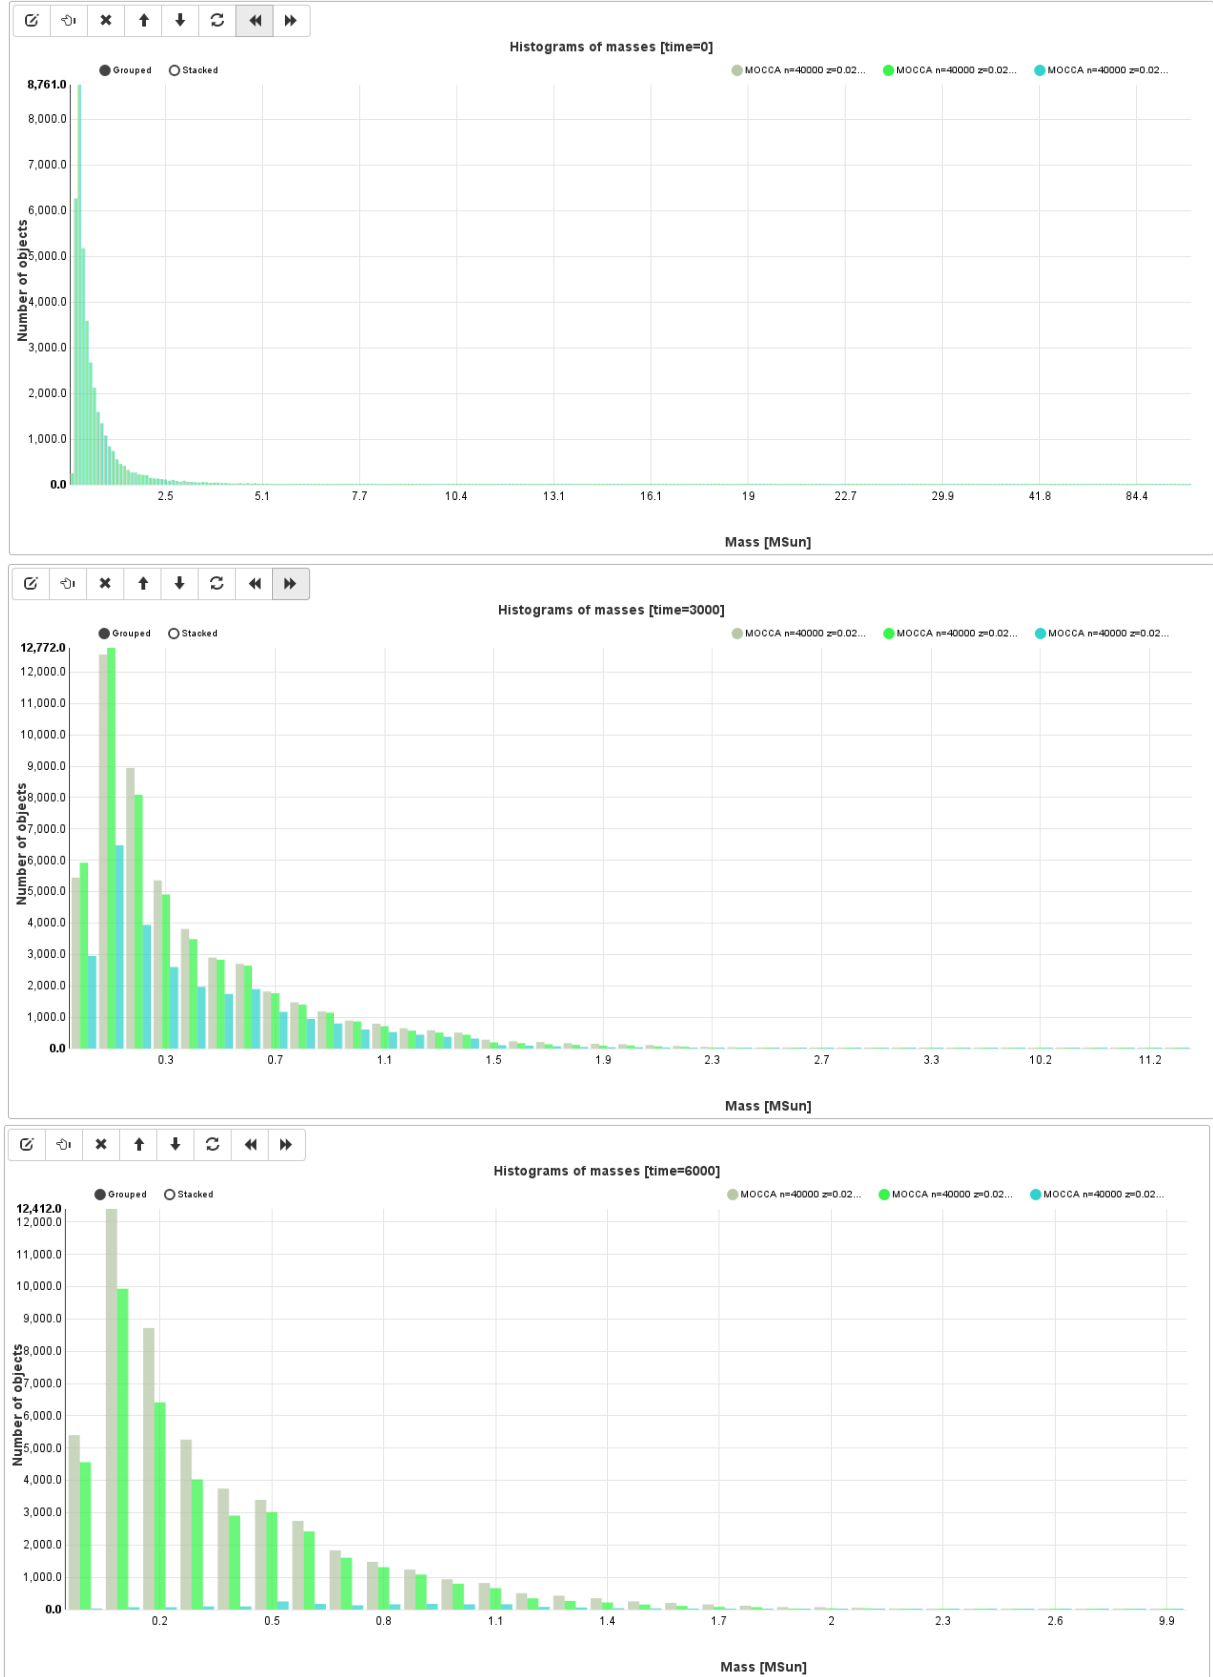 Histograms of masses [time=0]
Grouped Stacked MOCCA n=40000 z=0.02... MOCCA n=40000 z=0.02... MOCCA n=40000 z=0.02...
8,761.0
8,000.0
7,000.0
6,000.0
5,000.0
4,000.0
3,000.0
2,000.0
1,000.0
0.0
Number of objects
2.5 5.1 7.7 10.4 13.1 16.1 19 22.7 29.9 41.8 84.4
Mass [MSun]
Histograms of masses [time=3000]
Grouped Stacked MOCCA n=40000 z=0.02... MOCCA n=40000 z=0.02... MOCCA n=40000 z=0.02...
12,772.0
12,000.0
11,000.0
10,000.0
9,000.0
8,000.0
7,000.0
6,000.0
5,000.0
4,000.0
3,000.0
2,000.0
1,000.0
0.0
Number of objects
0.3 0.7 1.1 1.5 1.9 2.3 2.7 3.3 10.2 11.2
Mass [MSun]
Histograms of masses [time=6000]
Grouped Stacked MOCCA n=40000 z=0.02... MOCCA n=40000 z=0.02... MOCCA n=40000 z=0.02...
12,412.0
12,000.0
11,000.0
10,000.0
9,000.0
8,000.0
7,000.0
6,000.0
5,000.0
4,000.0
3,000.0
2,000.0
1,000.0
0.0
Number of objects
0.2 0.5 0.8 1.1 1.4 1.7 2 2.3 2.6 9.9
Mass [MSun]